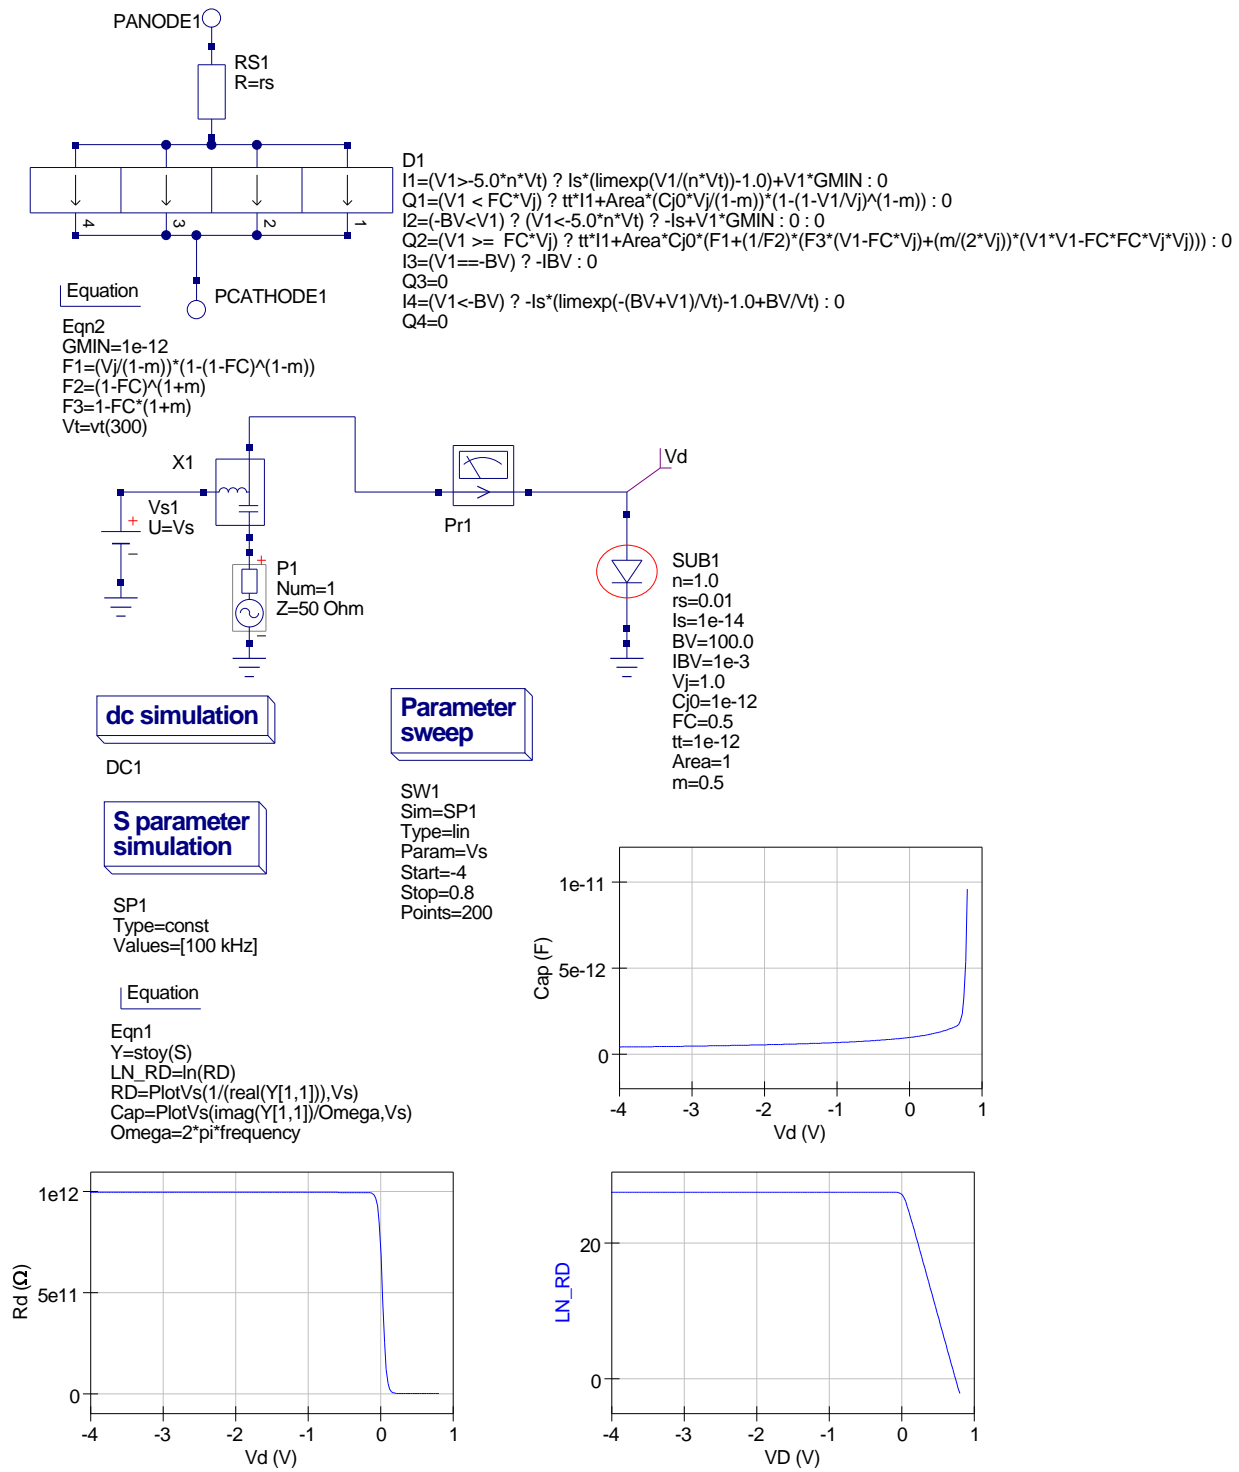 PANODE1
RS1
R=rs
4
3
2
1
D1
I1=(V1>-5.0*n*Vt) ? Is*(limexp(V1/(n*Vt))-1.0)+V1*GMIN : 0
Q1=(V1 < FC*Vj) ? tt*I1+Area*(Cj0*Vj/(1-m))*(1-(1-V1/Vj)^(1-m)) : 0
I2=(-BV<V1) ? (V1<-5.0*n*Vt) ? -Is+V1*GMIN : 0 : 0
Q2=(V1 >= FC*Vj) ? tt*I1+Area*Cj0*(F1+(1/F2)*(F3*(V1-FC*Vj)+(m/(2*Vj))*(V1*V1-FC*FC*Vj*Vj))) : 0
I3=(V1==-BV) ? -IBV : 0
Q3=0
I4=(V1<-BV) ? -Is*(limexp(-(BV+V1)/Vt)-1.0+BV/Vt) : 0
Q4=0
PCATHODE1
Equation
Eqn2
GMIN=1e-12
F1=(Vj/(1-m))*(1-(1-FC)^(1-m))
F2=(1-FC)^(1+m)
F3=1-FC*(1+m)
Vt=vt(300)
X1
Vs1
U=Vs
+
−
P1
Num=1
Z=50 Ohm
+
−
Pr1
Vd
SUB1
n=1.0
rs=0.01
Is=1e-14
BV=100.0
IBV=1e-3
Vj=1.0
Cj0=1e-12
FC=0.5
tt=1e-12
Area=1
m=0.5
dc simulation
DC1
Parameter
sweep
SW1
Sim=SP1
Type=lin
Param=Vs
Start=-4
Stop=0.8
Points=200
S parameter
simulation
SP1
Type=const
Values=[100 kHz]
Equation
Eqn1
Y=stoy(S)
LN_RD=ln(RD)
RD=PlotVs(1/(real(Y[1,1])),Vs)
Cap=PlotVs(imag(Y[1,1])/Omega,Vs)
Omega=2*pi*frequency
Cap (F)
1e-11
5e-12
0
-4 -3 -2 -1 0 1
Vd (V)
Rd (Ω)
1e12
5e11
0
-4 -3 -2 -1 0 1
Vd (V)
LN_RD
20
0
-4 -3 -2 -1 0 1
VD (V)